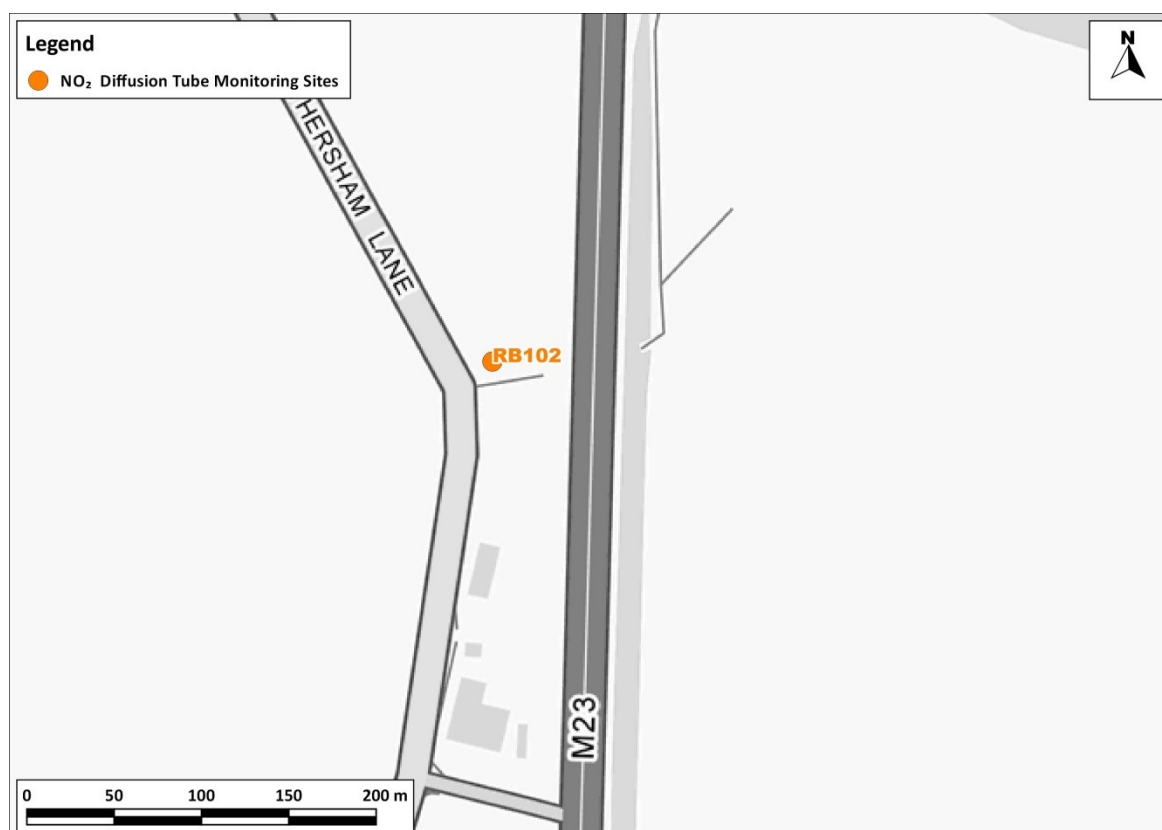 Legend
NO₂ Diffusion Tube Monitoring Sites
N
HERSHAM LANE
RB102
M23
0 50 100 150 200 m